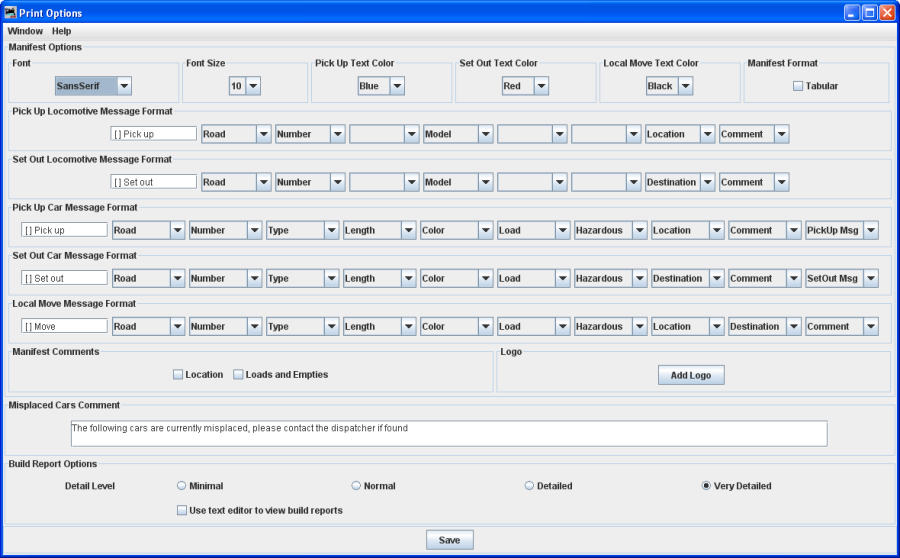 Print Options
Window Help
Manifest Options
Font Font Size Pick Up Text Color Set Out Text Color Local Move Text Color Manifest Format
SansSerif 10 Blue Red Black Tabular
Pick Up Locomotive Message Format
[ ] Pick up Road Number Model Location Comment
Set Out Locomotive Message Format
[ ] Set out Road Number Model Destination Comment
Pick Up Car Message Format
[ ] Pick up Road Number Type Length Color Load Hazardous Location Comment PickUp Msg
Set Out Car Message Format
[ ] Set out Road Number Type Length Color Load Hazardous Destination Comment SetOut Msg
Local Move Message Format
[ ] Move Road Number Type Length Color Load Hazardous Location Destination Comment
Manifest Comments Logo
Location Loads and Empties Add Logo
Misplaced Cars Comment
The following cars are currently misplaced, please contact the dispatcher if found
Build Report Options
Detail Level Minimal Normal Detailed Very Detailed
Use text editor to view build reports
Save